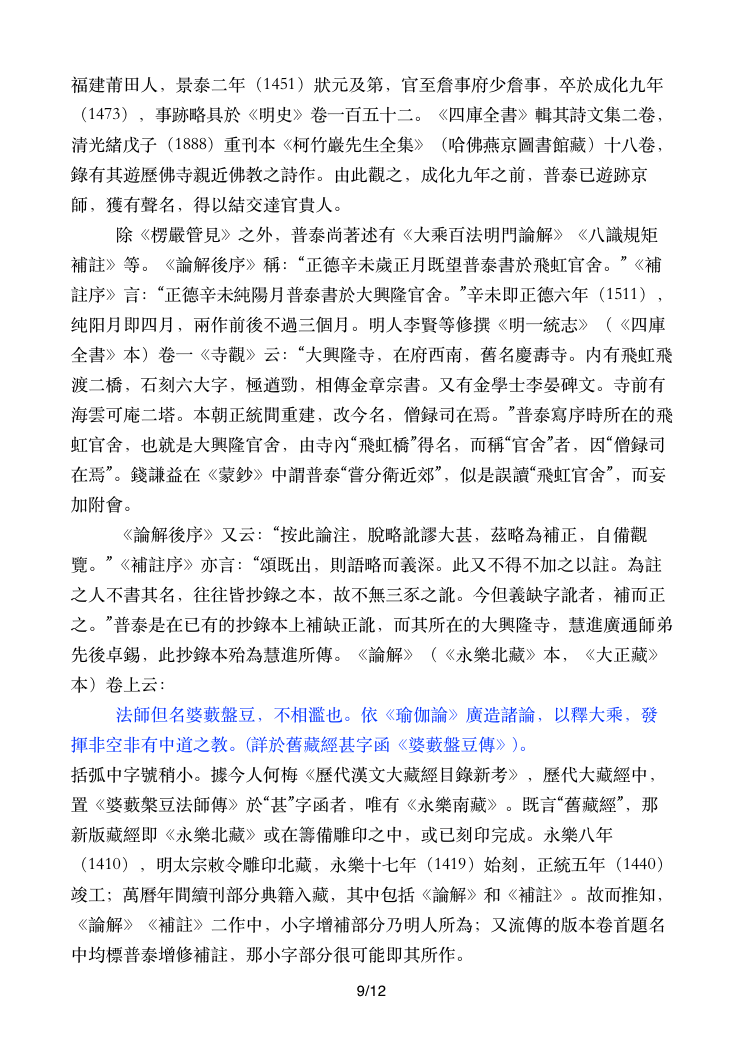 福建莆田人，景泰二年（1451）狀元及第，官至詹事府少詹事，卒於成化九年
（1473），事跡略具於《明史》卷一百五十二。《四庫全書》輯其詩文集二卷，
清光緒戊子（1888）重刊本《柯竹巖先生全集》（哈佛燕京圖書館藏）十八卷，
錄有其遊歷佛寺親近佛教之詩作。由此觀之，成化九年之前，普泰已遊跡京
師，獲有聲名，得以結交達官貴人。
除《楞嚴管見》之外，普泰尚著述有《大乘百法明門論解》《八識規矩
補註》等。《論解後序》稱：“正德辛未歲正月既望普泰書於飛虹官舍。”《補
註序》言：“正德辛未純陽月普泰書於大興隆官舍。”辛未即正德六年（1511），
纯阳月即四月，兩作前後不過三個月。明人李賢等修撰《明一統志》（《四庫
全書》本）卷一《寺觀》云：“大興隆寺，在府西南，舊名慶壽寺。内有飛虹飛
渡二橋，石刻六大字，極遒勁，相傳金章宗書。又有金學士李晏碑文。寺前有
海雲可庵二塔。本朝正統間重建，改今名，僧録司在焉。”普泰寫序時所在的飛
虹官舍，也就是大興隆官舍，由寺內“飛虹橋”得名，而稱“官舍”者，因“僧録司
在焉”。錢謙益在《蒙鈔》中謂普泰“嘗分衛近郊”，似是誤讀“飛虹官舍”，而妄
加附會。
《論解後序》又云：“按此論注，脫略訛謬大甚，茲略為補正，自備觀
覽。”《補註序》亦言：“頌既出，則語略而義深。此又不得不加之以註。為註
之人不書其名，往往皆抄錄之本，故不無三豕之訛。今但義缺字訛者，補而正
之。”普泰是在已有的抄錄本上補缺正訛，而其所在的大興隆寺，慧進廣通師弟
先後卓錫，此抄錄本殆為慧進所傳。《論解》（《永樂北藏》本，《大正藏》
本）卷上云：
法師但名婆藪盤豆，不相濫也。依《瑜伽論》廣造諸論，以釋大乘，發
揮非空非有中道之教。(詳於舊藏經甚字函《婆藪盤豆傳》)。
括弧中字號稍小。據今人何梅《歷代漢文大藏經目錄新考》，歷代大藏經中，
置《婆藪槃豆法師傳》於“甚”字函者，唯有《永樂南藏》。既言“舊藏經”，那
新版藏經即《永樂北藏》或在籌備雕印之中，或已刻印完成。永樂八年
（1410），明太宗敕令雕印北藏，永樂十七年（1419）始刻，正統五年（1440）
竣工；萬曆年間續刊部分典籍入藏，其中包括《論解》和《補註》。故而推知，
《論解》《補註》二作中，小字增補部分乃明人所為；又流傳的版本卷首題名
中均標普泰增修補註，那小字部分很可能即其所作。
9/12